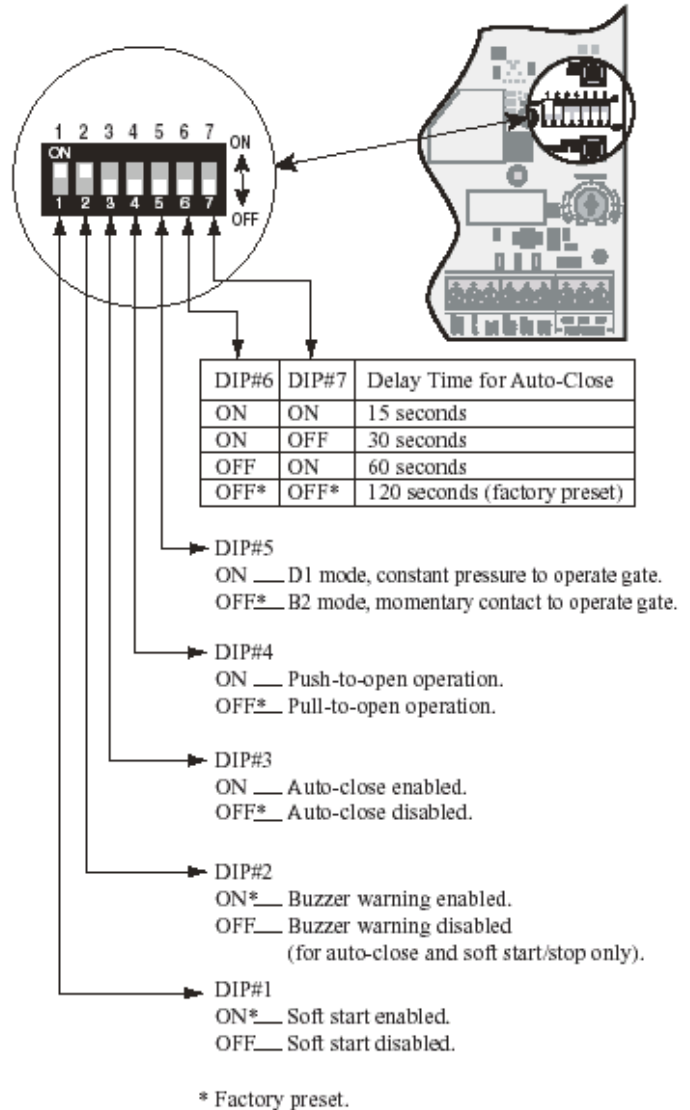 1 2 3 4 5 6 7
ON
ON
OFF
1 2 3 4 5 6 7
DIP#6 DIP#7 Delay Time for Auto-Close
ON ON 15 seconds
ON OFF 30 seconds
OFF ON 60 seconds
OFF* OFF* 120 seconds (factory preset)
DIP#5
ON ___ D1 mode, constant pressure to operate gate.
OFF*___ B2 mode, momentary contact to operate gate.
DIP#4
ON ___ Push-to-open operation.
OFF*___ Pull-to-open operation.
DIP#3
ON ___ Auto-close enabled.
OFF*___ Auto-close disabled.
DIP#2
ON*___ Buzzer warning enabled.
OFF___ Buzzer warning disabled
(for auto-close and soft start/stop only).
DIP#1
ON*___ Soft start enabled.
OFF___ Soft start disabled.
* Factory preset.